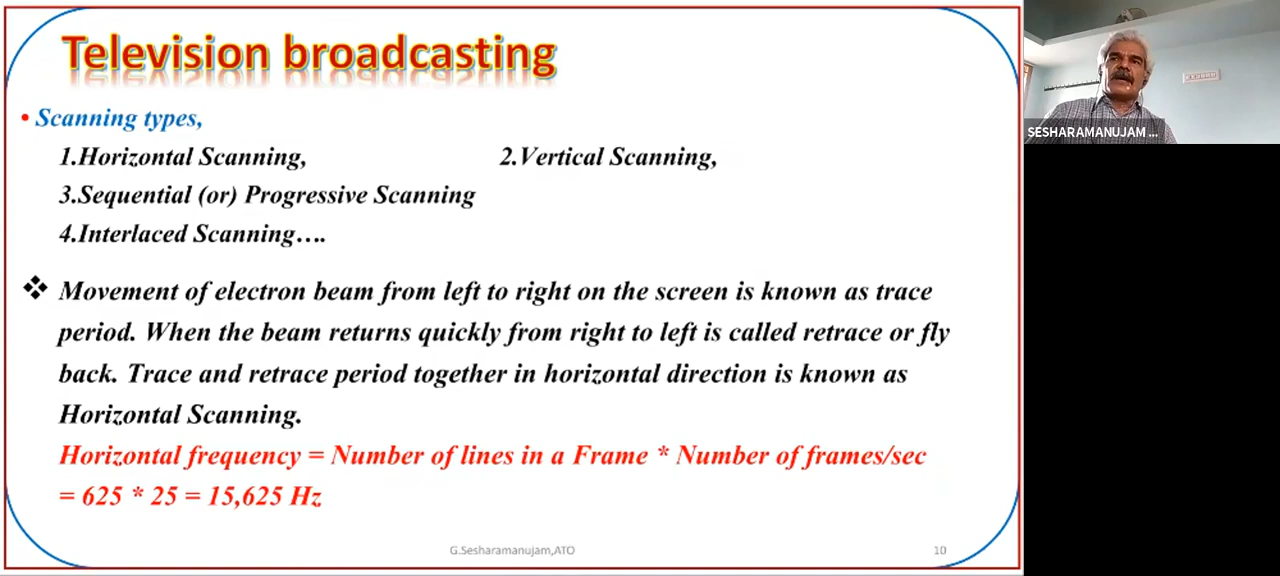 Television broadcasting
• Scanning types,
1.Horizontal Scanning, 2.Vertical Scanning,
3.Sequential (or) Progressive Scanning
4.Interlaced Scanning….
❖ Movement of electron beam from left to right on the screen is known as trace
period. When the beam returns quickly from right to left is called retrace or fly
back. Trace and retrace period together in horizontal direction is known as
Horizontal Scanning.
Horizontal frequency = Number of lines in a Frame * Number of frames/sec
= 625 * 25 = 15,625 Hz
G.Sesharamanujam,ATO 10
SESHARAMANUJAM ...